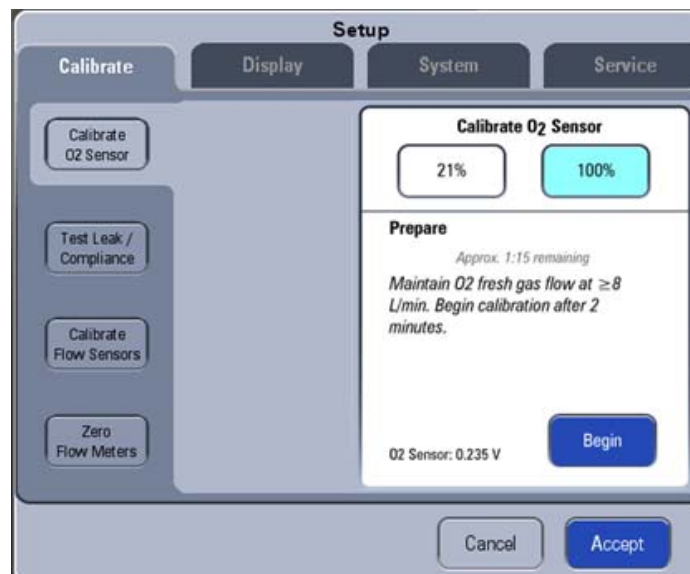 Setup
Calibrate
Display
System
Service
Calibrate
O2 Sensor
Test Leak /
Compliance
Calibrate
Flow Sensors
Zero
Flow Meters
Calibrate O2 Sensor
21%
100%
Prepare
Approx. 1:15 remaining
Maintain O2 fresh gas flow at ≥8
L/min. Begin calibration after 2
minutes.
O2 Sensor: 0.235 V
Begin
Cancel
Accept